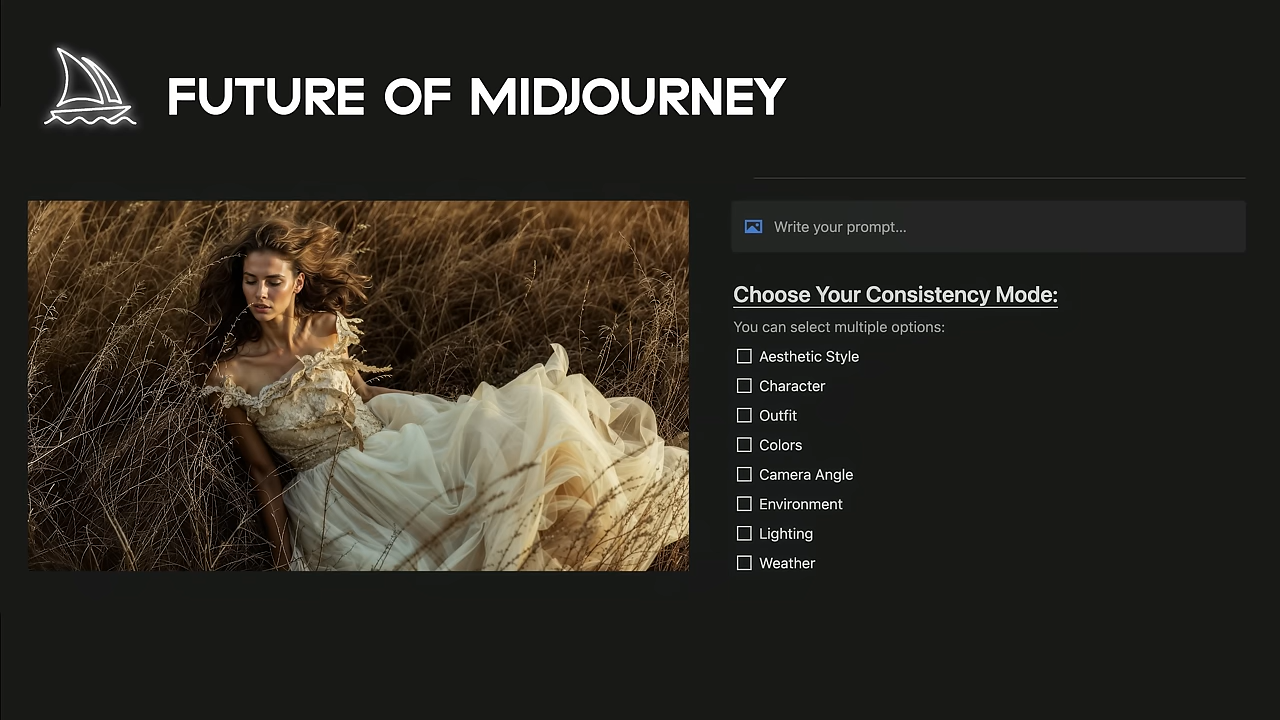 FUTURE OF MIDJOURNEY
Write your prompt...
Choose Your Consistency Mode:
You can select multiple options:
Aesthetic Style
Character
Outfit
Colors
Camera Angle
Environment
Lighting
Weather